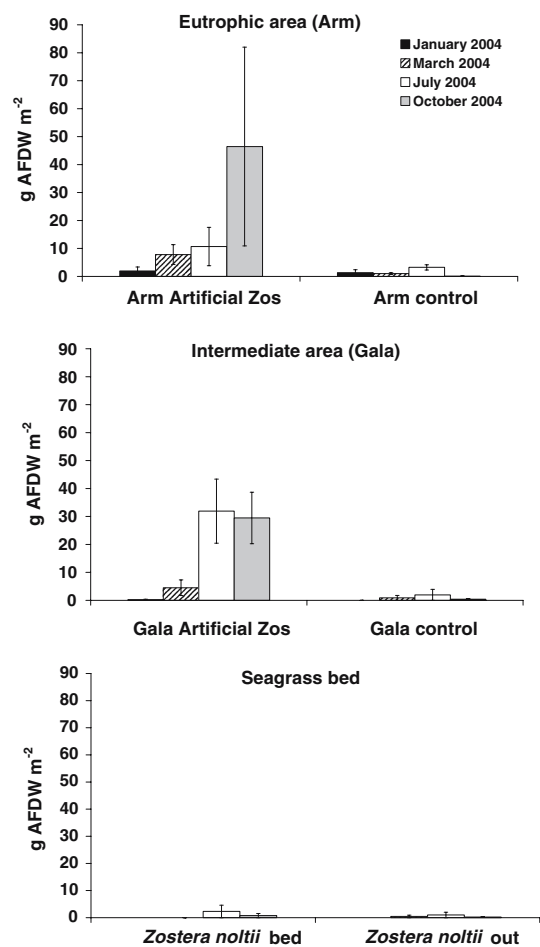 Eutrophic area (Arm)
January 2004
March 2004
July 2004
October 2004
g AFDW m-2
90
80
70
60
50
40
30
20
10
0
Arm Artificial Zos
Arm control
Intermediate area (Gala)
g AFDW m-2
90
80
70
60
50
40
30
20
10
0
Gala Artificial Zos
Gala control
Seagrass bed
g AFDW m-2
90
80
70
60
50
40
30
20
10
0
Zostera noltii bed
Zostera noltii out